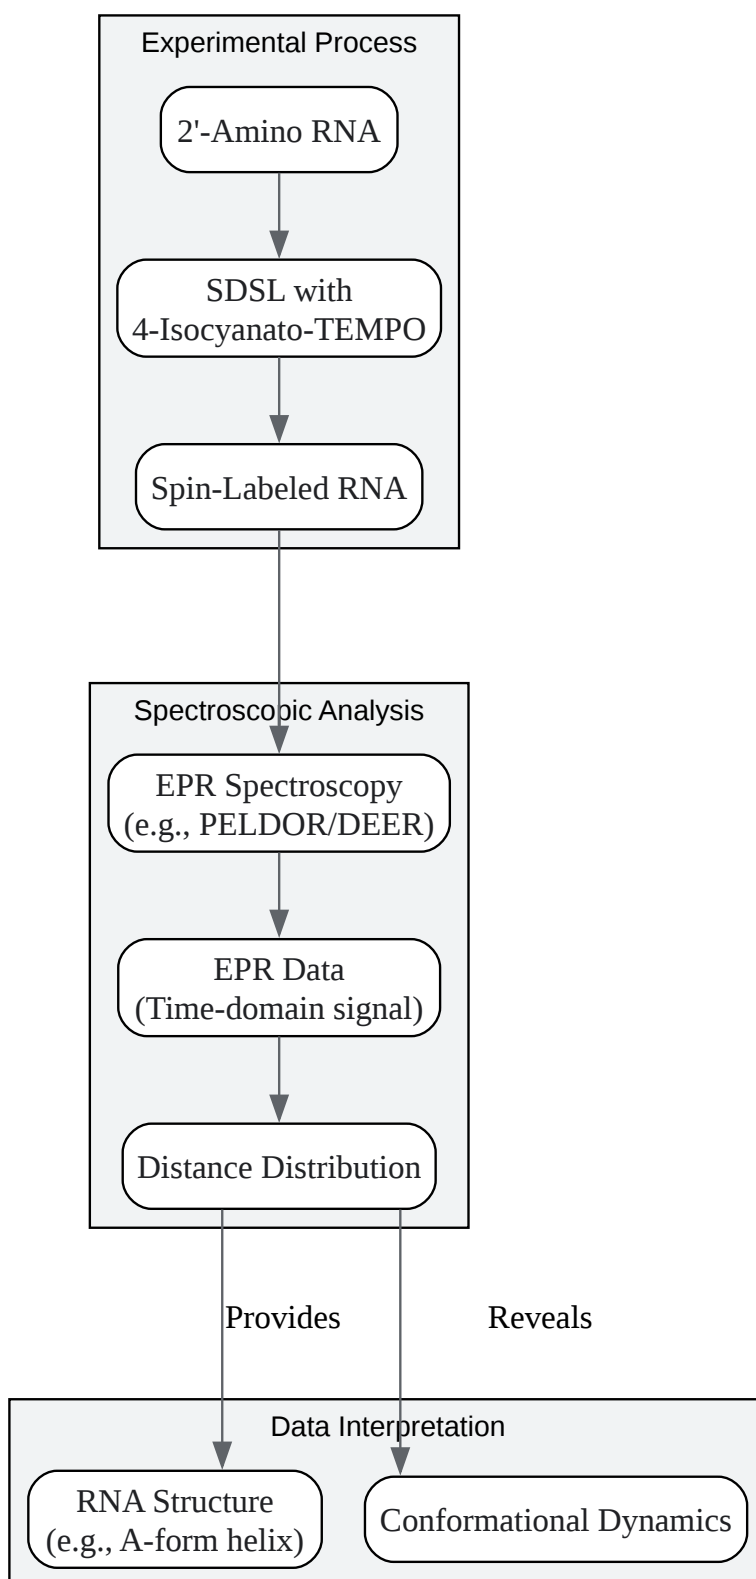 Experimental Process
2'-Amino RNA
SDSL with
4-Isocyanato-TEMPO
Spin-Labeled RNA
Spectroscopic Analysis
EPR Spectroscopy
(e.g., PELDOR/DEER)
EPR Data
(Time-domain signal)
Distance Distribution
Provides
Reveals
Data Interpretation
RNA Structure
(e.g., A-form helix)
Conformational Dynamics